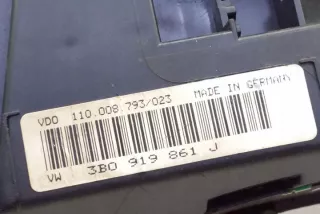 VDO 110.008.793/023 MADE IN GERMANY
VW 3B0 919 861 J